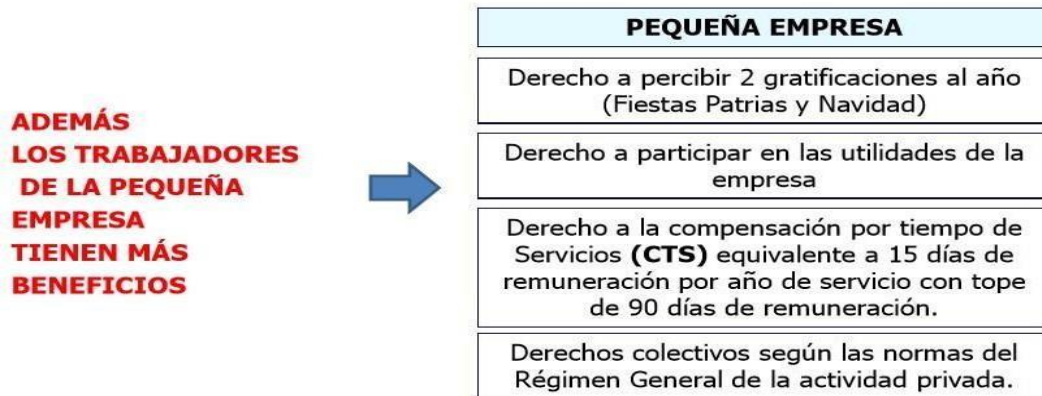 ADEMÁS
LOS TRABAJADORES
DE LA PEQUEÑA
EMPRESA
TIENEN MÁS
BENEFICIOS
PEQUEÑA EMPRESA
Derecho a percibir 2 gratificaciones al año
(Fiestas Patrias y Navidad)
Derecho a participar en las utilidades de la
empresa
Derecho a la compensación por tiempo de
Servicios (CTS) equivalente a 15 días de
remuneración por año de servicio con tope
de 90 días de remuneración.
Derechos colectivos según las normas del
Régimen General de la actividad privada.